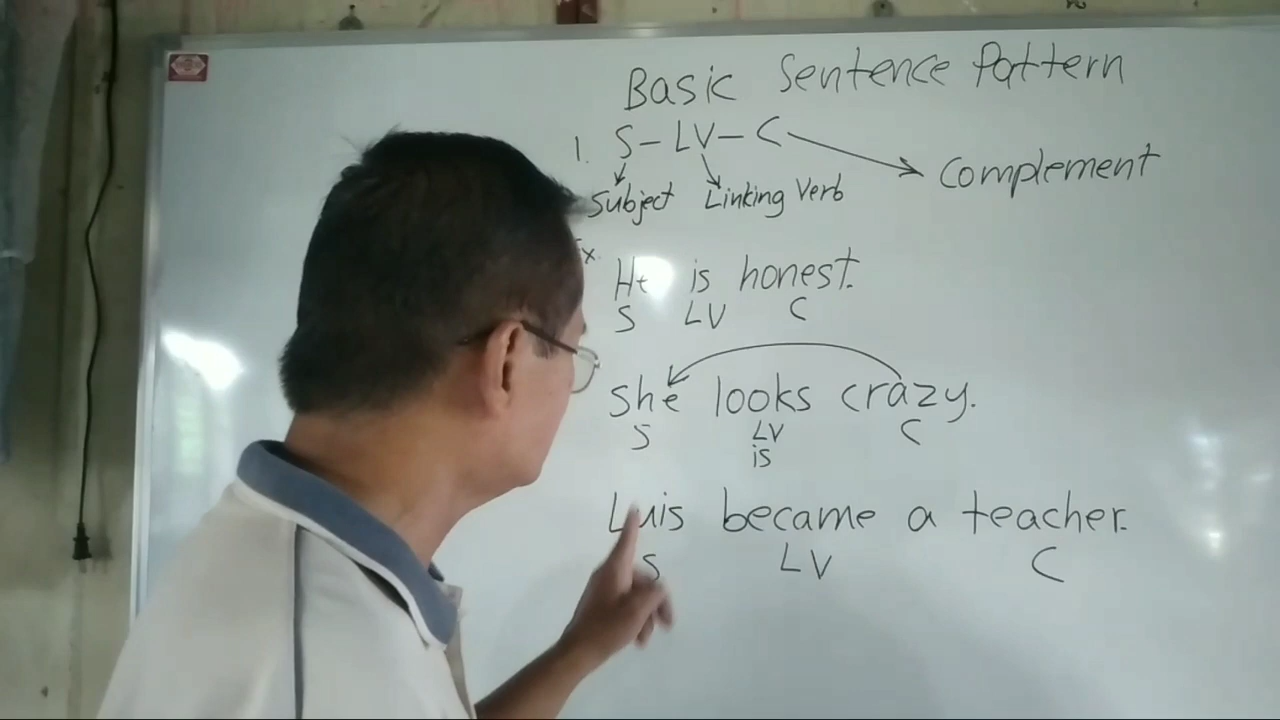 Basic Sentence Pattern
1. S - LV - C
Complement
Subject Linking Verb
Ex.
He is honest.
S LV C
She looks crazy.
S LV C
is
Luis became a teacher.
S LV C